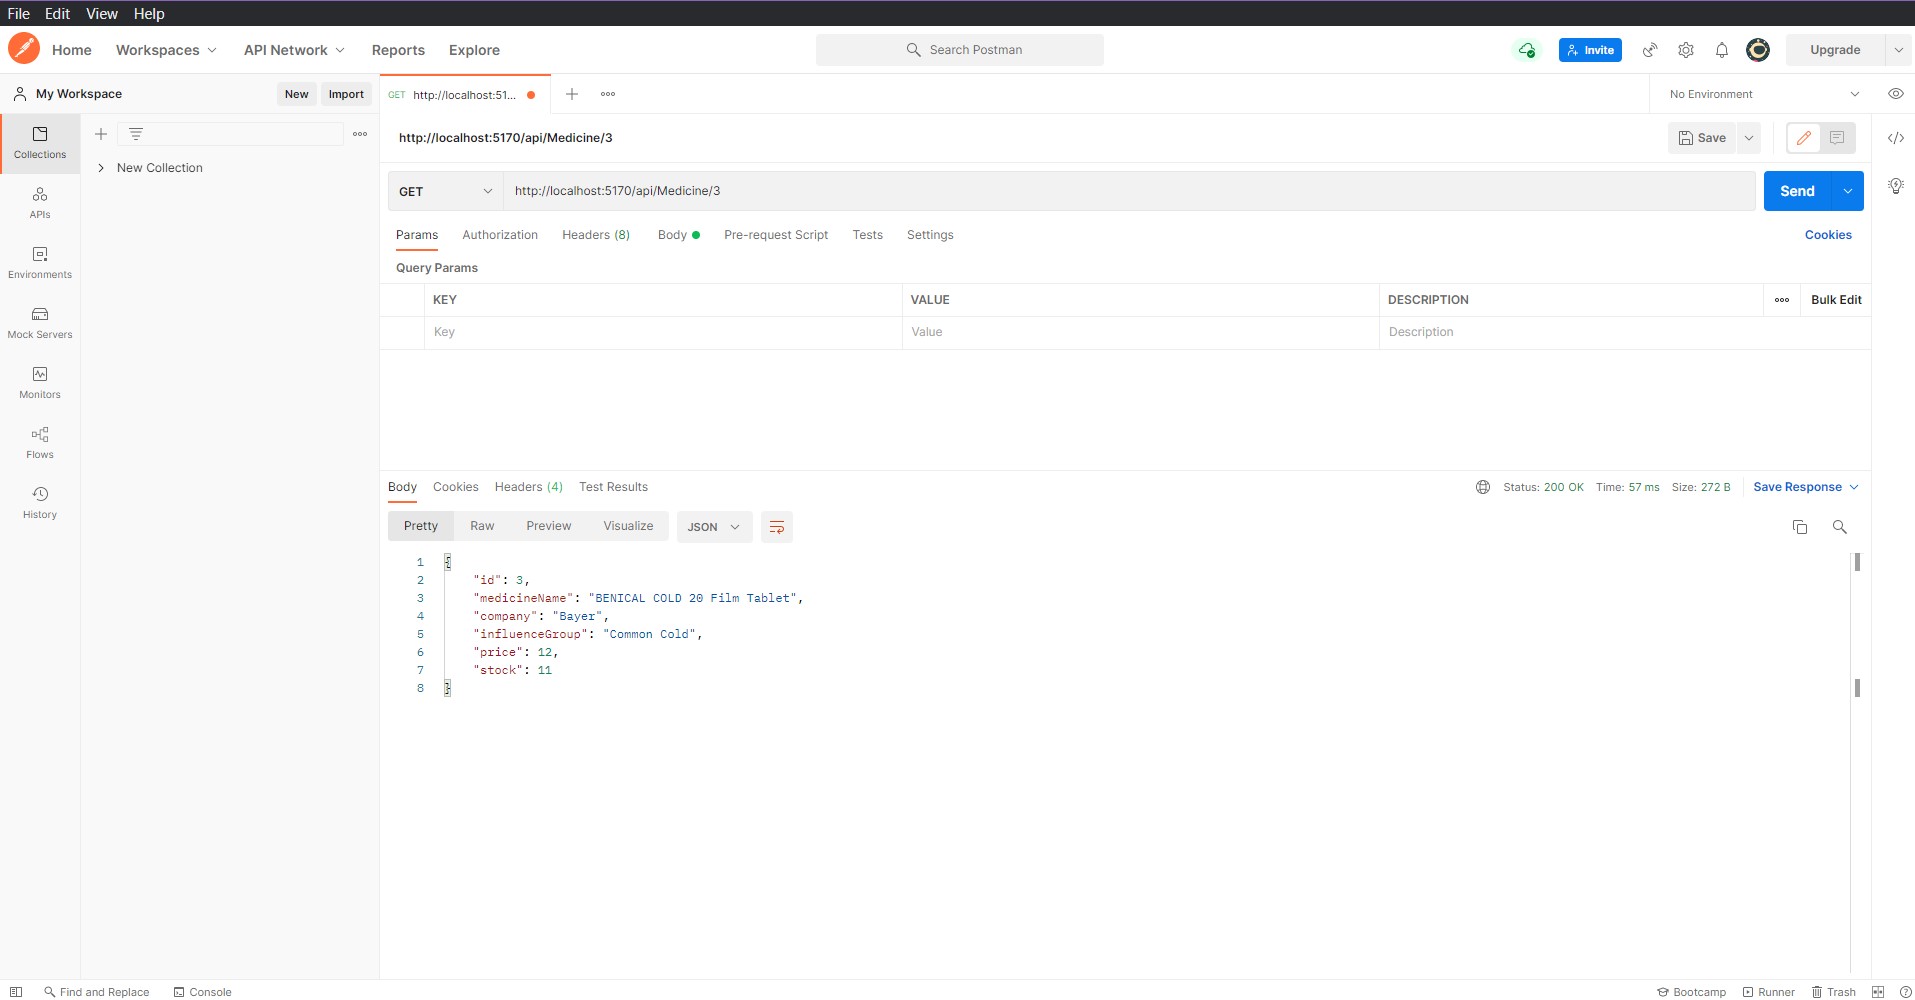 File Edit View Help
Home Workspaces API Network Reports Explore Search Postman Invite Upgrade
My Workspace New Import GET http://localhost:51... No Environment
http://localhost:5170/api/Medicine/3 Save
Collections
New Collection
GET http://localhost:5170/api/Medicine/3 Send
APIs
Params Authorization Headers (8) Body Pre-request Script Tests Settings Cookies
Environments
Query Params
KEY VALUE DESCRIPTION Bulk Edit
Key Value Description
Mock Servers
Monitors
Flows
History
Body Cookies Headers (4) Test Results Status: 200 OK Time: 57 ms Size: 272 B Save Response
Pretty Raw Preview Visualize JSON
1 {
2 "id": 3,
3 "medicineName": "BENICAL COLD 20 Film Tablet",
4 "company": "Bayer",
5 "influenceGroup": "Common Cold",
6 "price": 12,
7 "stock": 11
8 }
Find and Replace Console Bootcamp Runner Trash